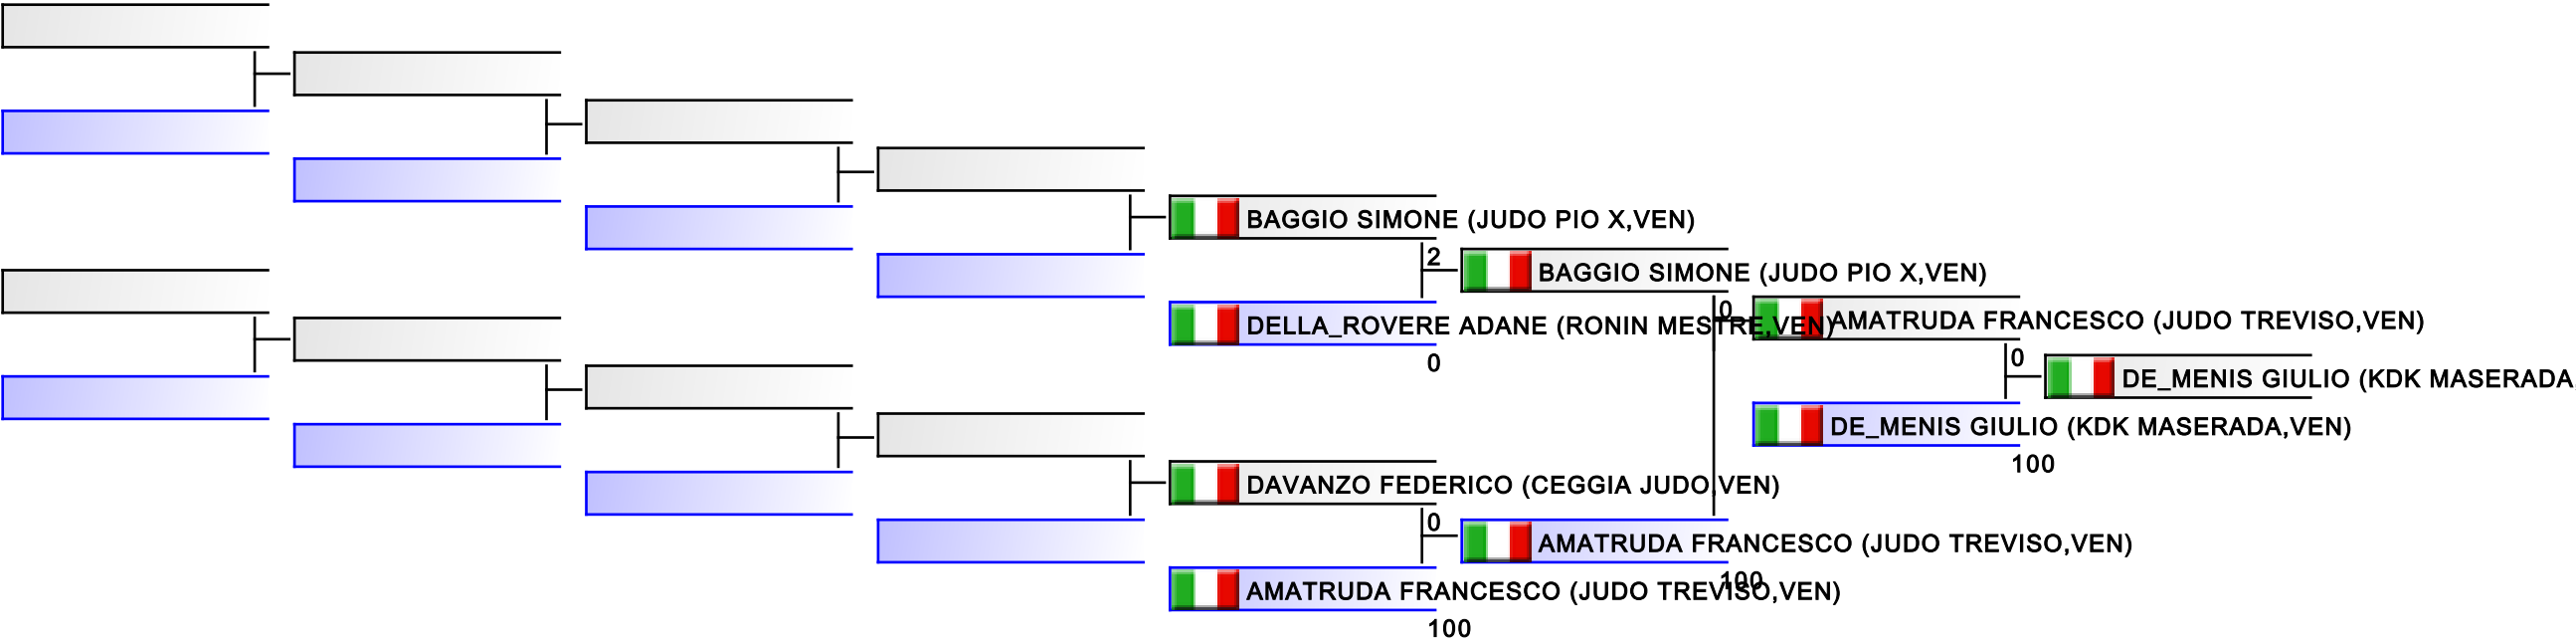 BAGGIO SIMONE (JUDO PIO X,VEN)
2
BAGGIO SIMONE (JUDO PIO X,VEN)
DELLA_ROVERE ADANE (RONIN MESTRE,VEN)
0
0
AMATRUDA FRANCESCO (JUDO TREVISO,VEN)
0
DE_MENIS GIULIO (KDK MASERADA
DE_MENIS GIULIO (KDK MASERADA,VEN)
100
DAVANZO FEDERICO (CEGGIA JUDO,VEN)
0
AMATRUDA FRANCESCO (JUDO TREVISO,VEN)
100
AMATRUDA FRANCESCO (JUDO TREVISO,VEN)
100